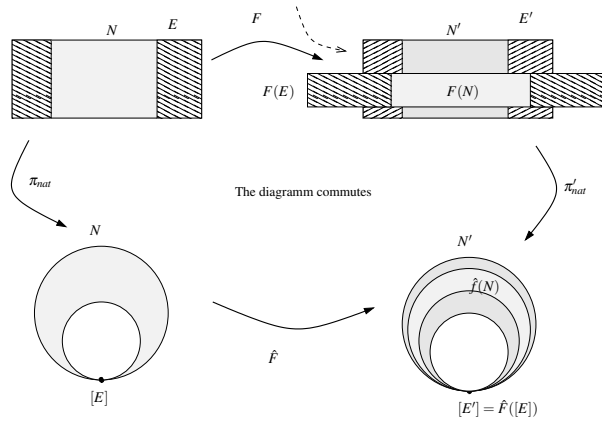 N
E
F
N′
E′
F(E)
F(N)
π_nat
The diagramm commutes
π′_nat
N
N′
f̂(N)
F̂
[E]
[E′] = F̂([E])